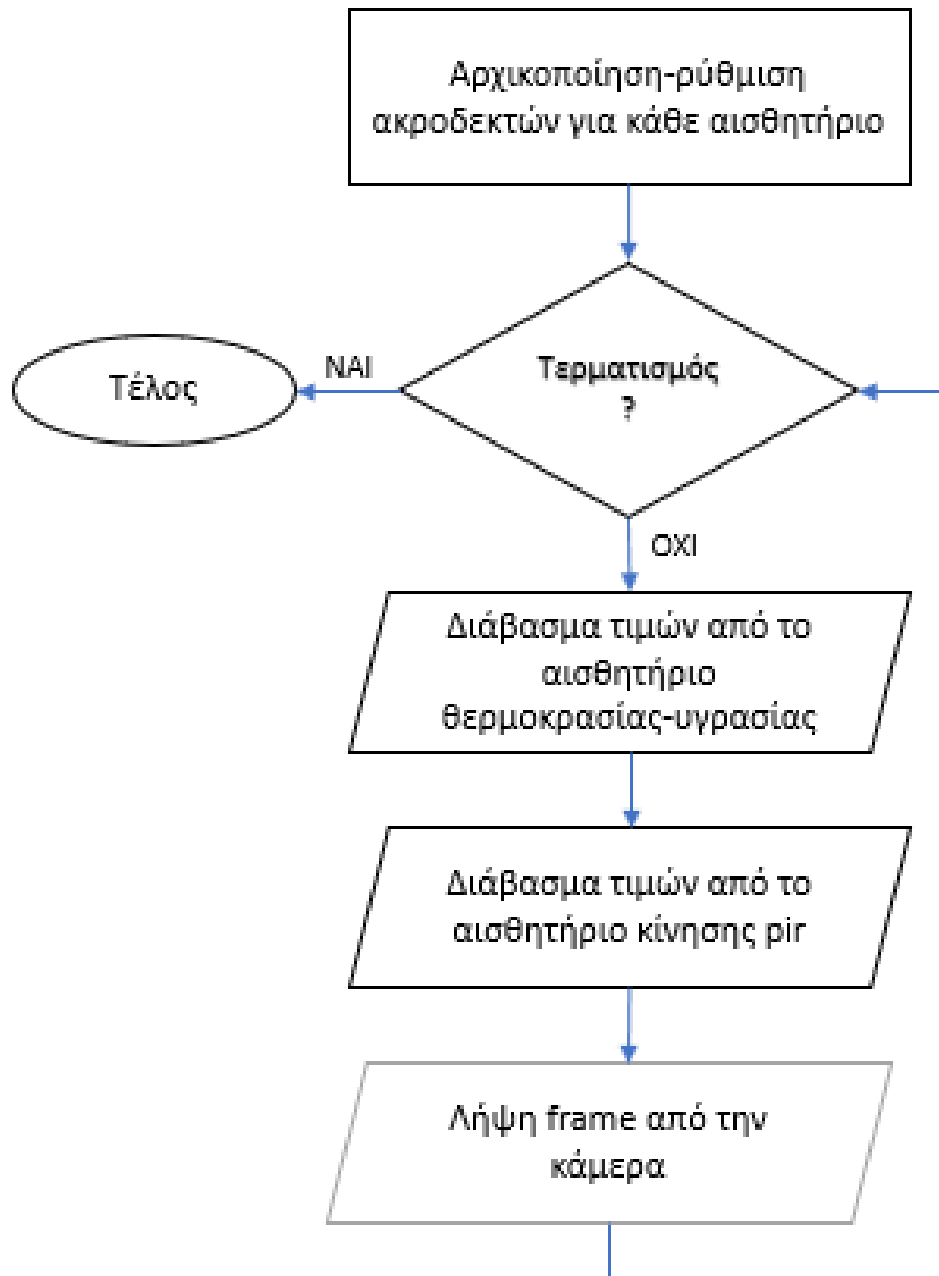 Αρχικοποίηση-ρύθμιση
ακροδεκτών για κάθε αισθητήριο
Τερματισμός
?
ΝΑΙ
Τέλος
ΟΧΙ
Διάβασμα τιμών από το
αισθητήριο
θερμοκρασίας-υγρασίας
Διάβασμα τιμών από το
αισθητήριο κίνησης pir
Λήψη frame από την
κάμερα